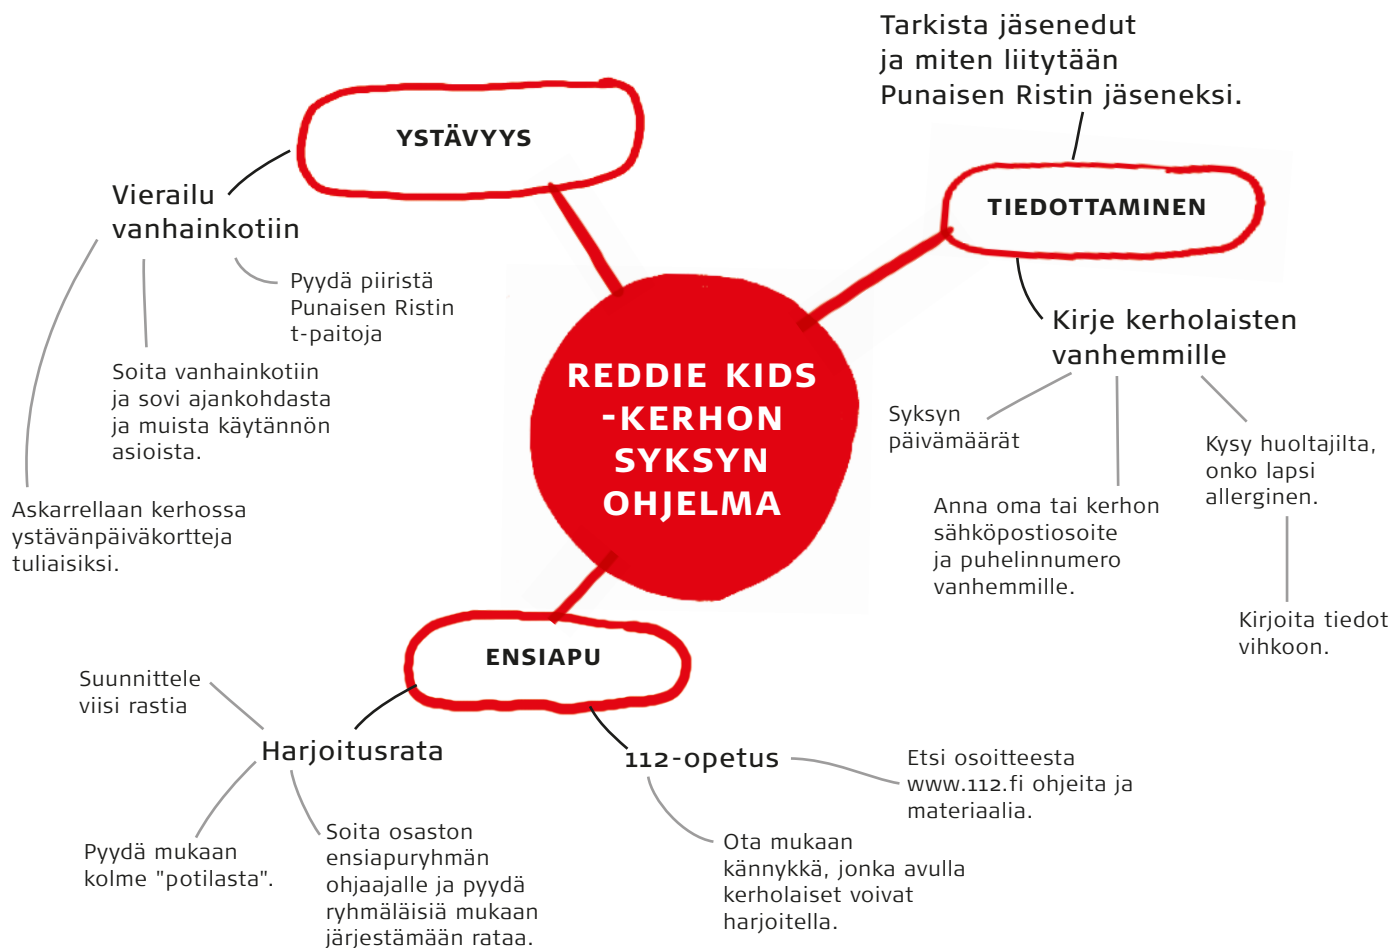 REDDIE KIDS
-KERHON
SYKSYN
OHJELMA
YSTÄVYYS
Vierailu
vanhainkotiin
Pyydä piiristä
Punaisen Ristin
t-paitoja
Soita vanhainkotiin
ja sovi ajankohdasta
ja muista käytännön
asioista.
Askarrellaan kerhossa
ystävänpäiväkortteja
tuliaisiksi.
Tarkista jäsenedut
ja miten liitytään
Punaisen Ristin jäseneksi.
TIEDOTTAMINEN
Kirje kerholaisten
vanhemmille
Syksyn
päivämäärät
Anna oma tai kerhon
sähköpostiosoite
ja puhelinnumero
vanhemmille.
Kysy huoltajilta,
onko lapsi
allerginen.
Kirjoita tiedot
vihkoon.
ENSIAPU
Suunnittele
viisi rastia
Harjoitusrata
Pyydä mukaan
kolme "potilasta".
Soita osaston
ensiapuryhmän
ohjaajalle ja pyydä
ryhmäläisiä mukaan
järjestämään rataa.
112-opetus
Etsi osoitteesta
www.112.fi ohjeita ja
materiaalia.
Ota mukaan
kännykkä, jonka avulla
kerholaiset voivat
harjoitella.